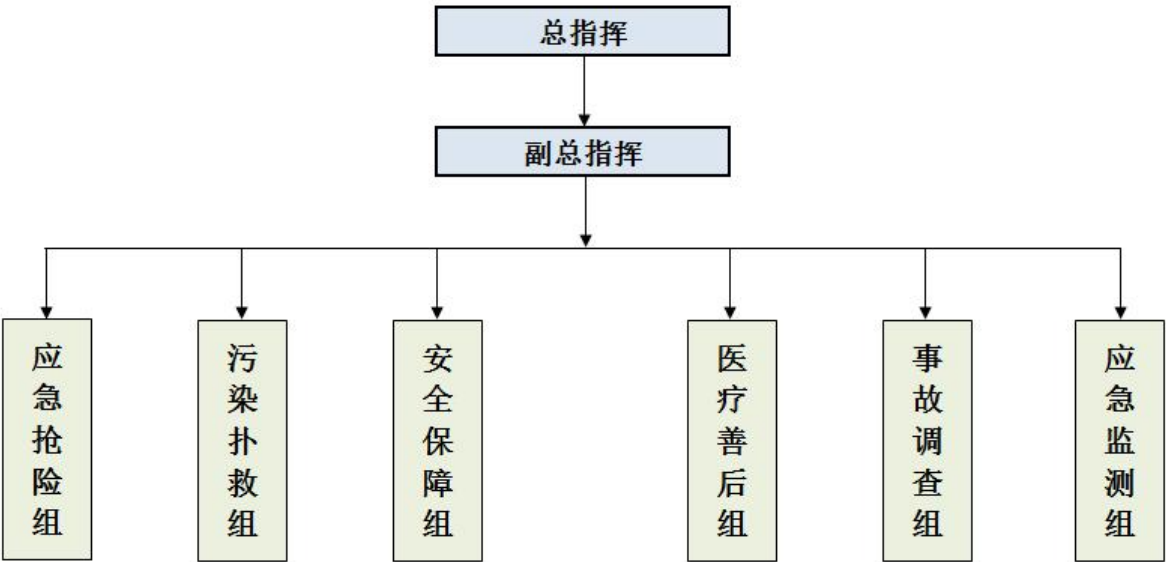 总指挥
副总指挥
应急抢险组
污染扑救组
安全保障组
医疗善后组
事故调查组
应急监测组